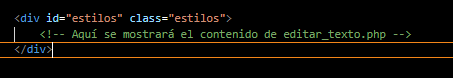 <div id="estilos" class="estilos">
<!-- Aquí se mostrará el contenido de editar_texto.php -->
</div>